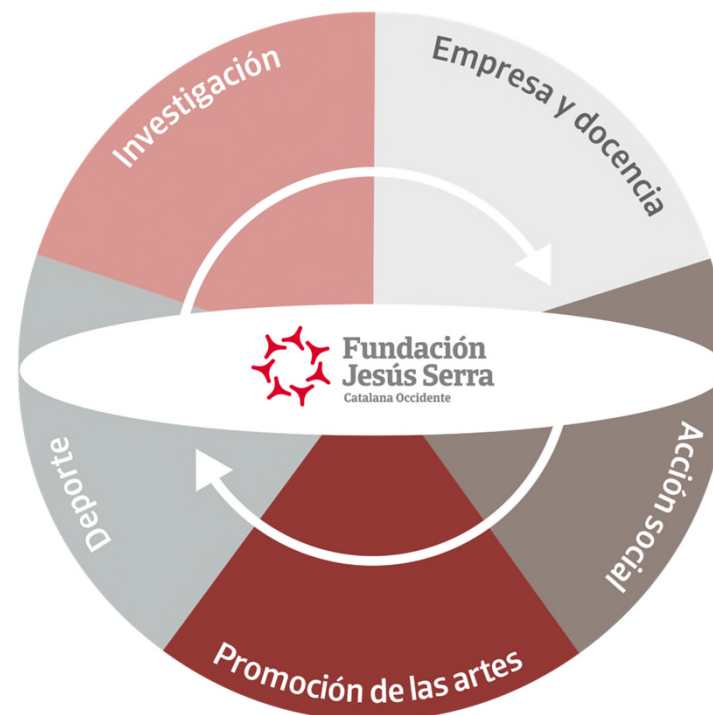 Investigación
Empresa y docencia
Fundación
Jesús Serra
Catalana Occidente
Deporte
Acción social
Promoción de las artes